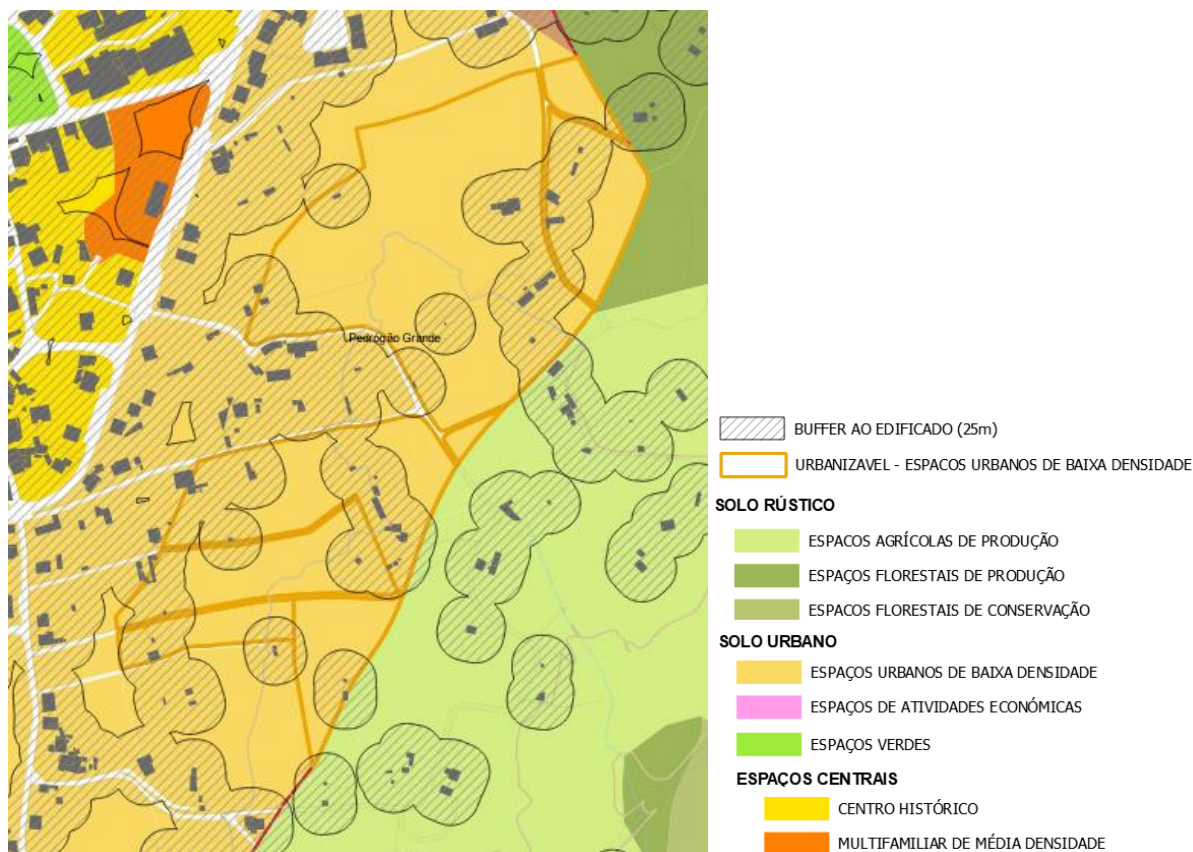 Pedrogão Grande
BUFFER AO EDIFICADO (25m)
URBANIZAVEL - ESPACOS URBANOS DE BAIXA DENSIDADE
SOLO RÚSTICO
ESPACOS AGRÍCOLAS DE PRODUÇÃO
ESPAÇOS FLORESTAIS DE PRODUÇÃO
ESPACOS FLORESTAIS DE CONSERVAÇÃO
SOLO URBANO
ESPAÇOS URBANOS DE BAIXA DENSIDADE
ESPAÇOS DE ATIVIDADES ECONÓMICAS
ESPAÇOS VERDES
ESPAÇOS CENTRAIS
CENTRO HISTÓRICO
MULTIFAMILIAR DE MÉDIA DENSIDADE